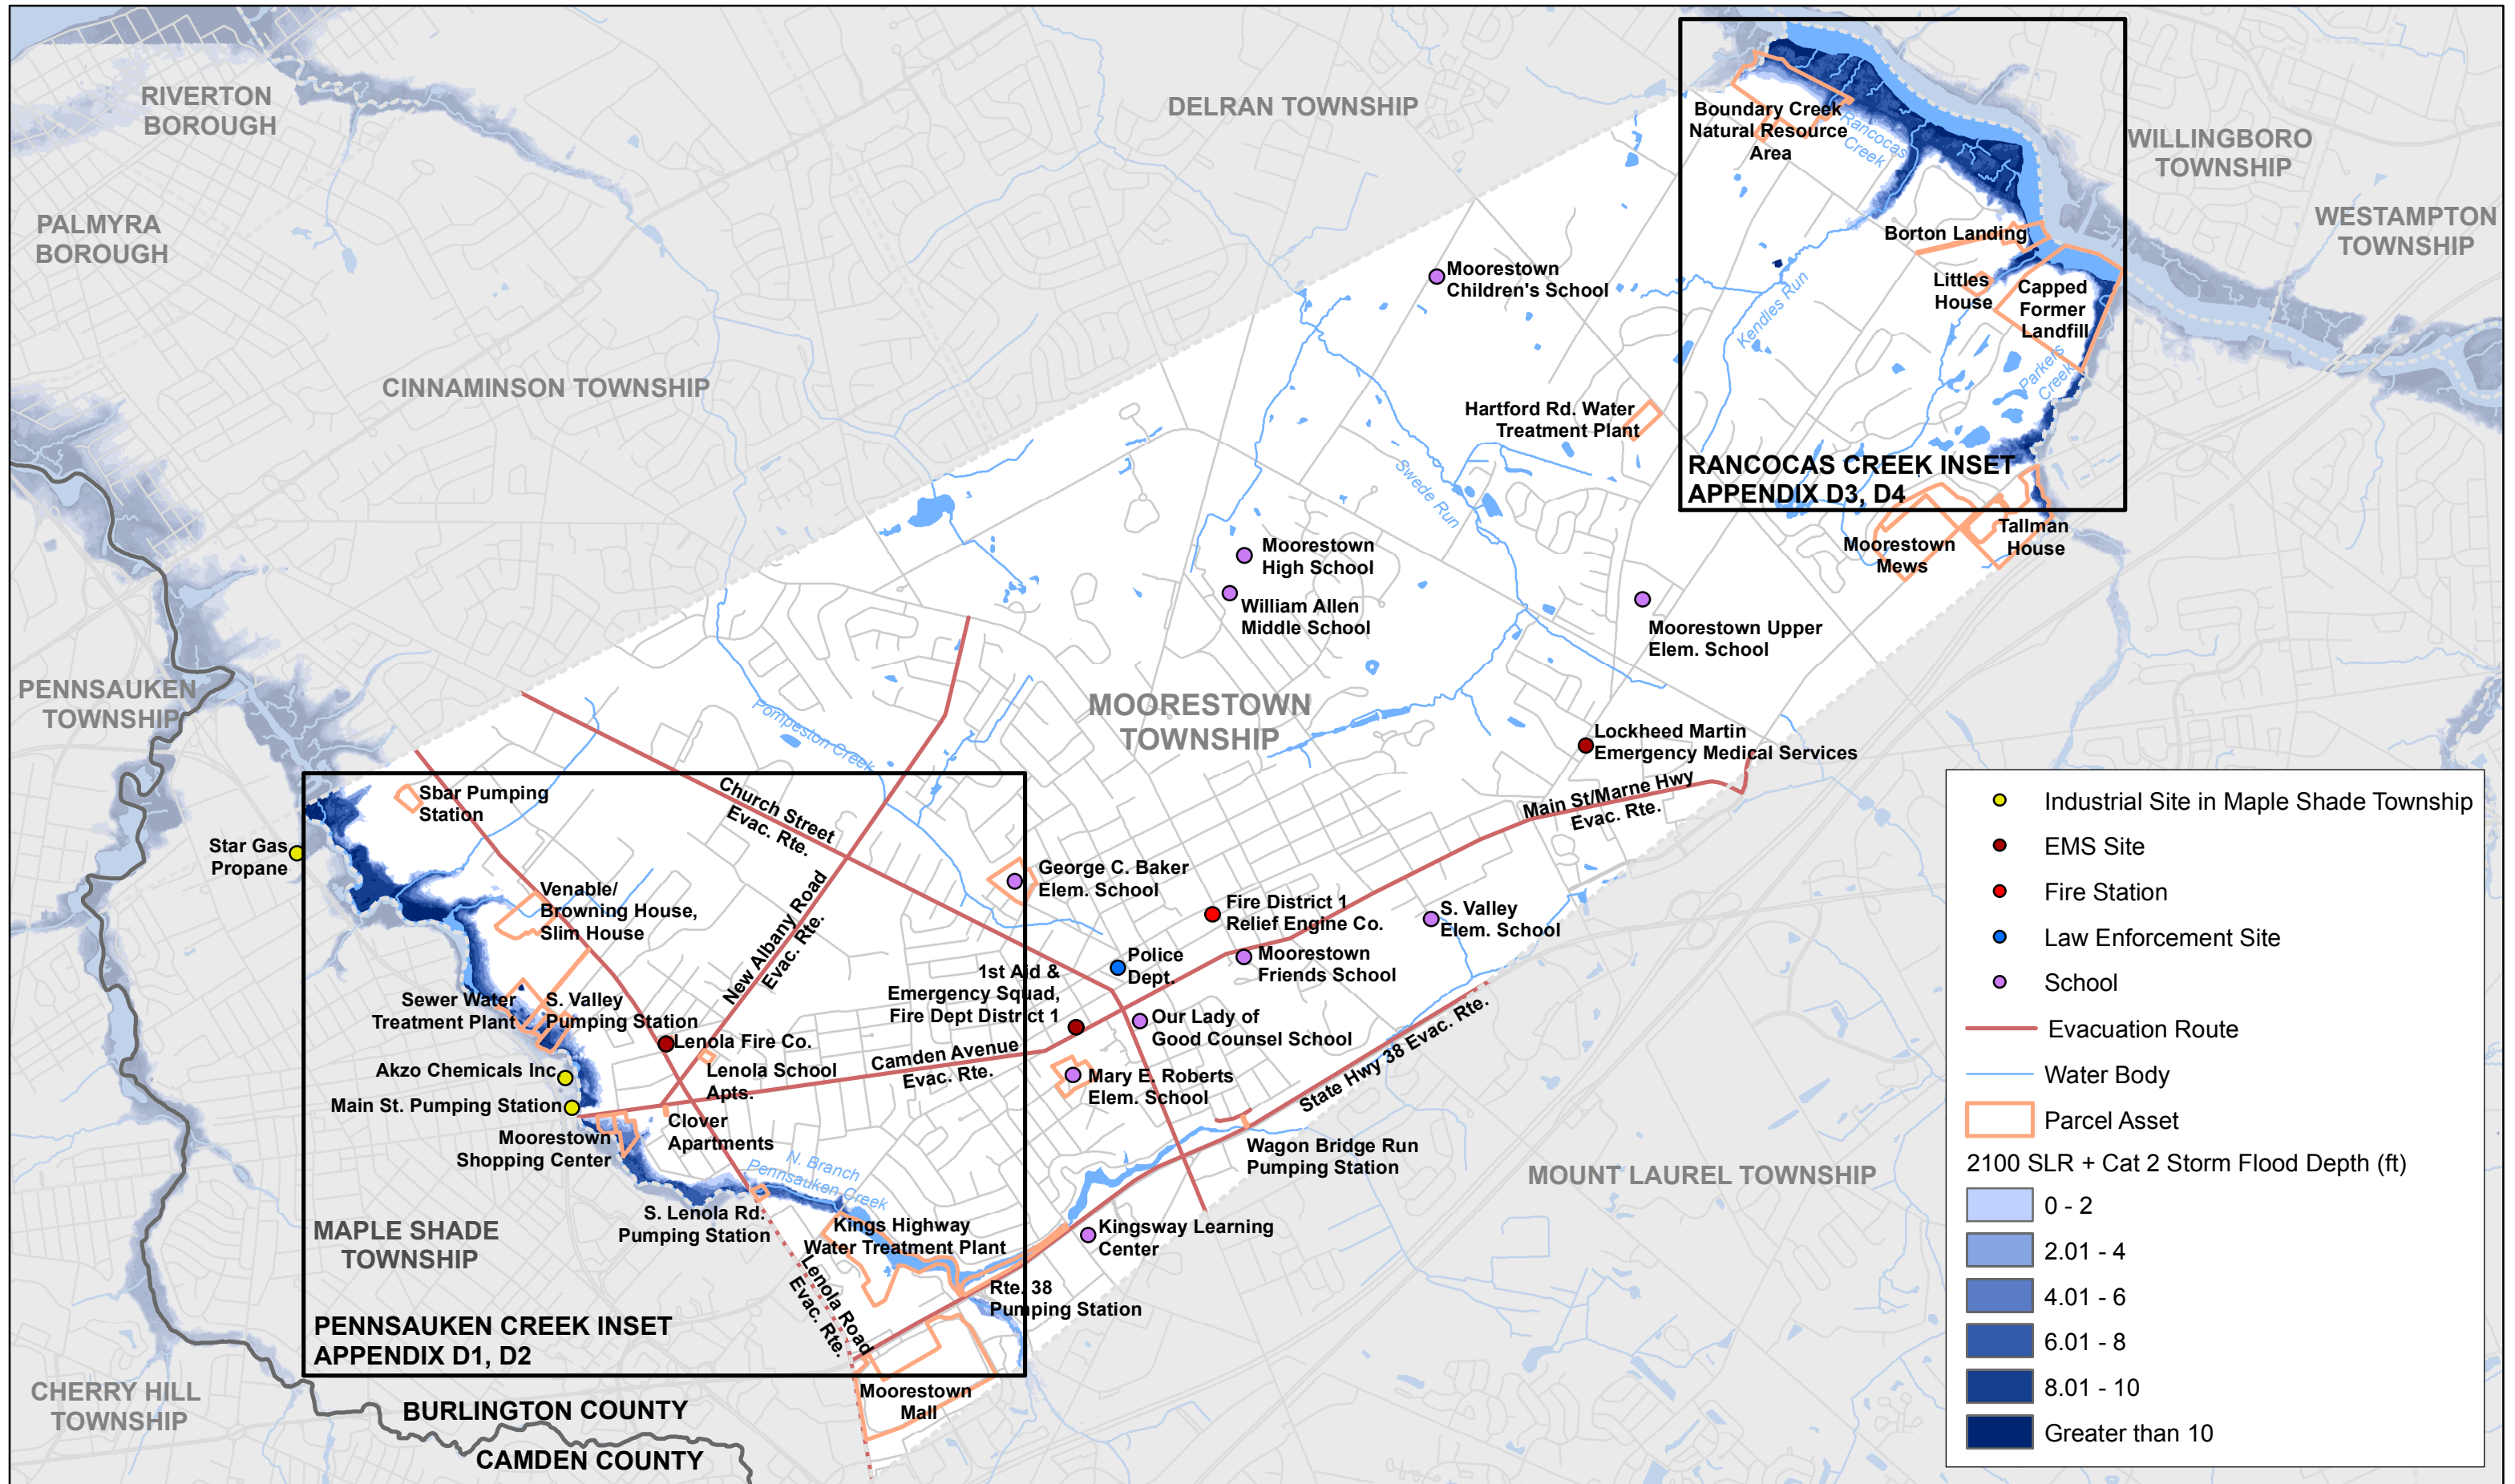 RIVERTON
BOROUGH
PALMYRA
BOROUGH
CINNAMINSON TOWNSHIP
DELRAN TOWNSHIP
WILLINGBORO
TOWNSHIP
WESTAMPTON
TOWNSHIP
PENNSAUKEN
TOWNSHIP
MOORESTOWN
TOWNSHIP
MOUNT LAUREL TOWNSHIP
MAPLE SHADE
TOWNSHIP
CHERRY HILL
TOWNSHIP
BURLINGTON COUNTY
CAMDEN COUNTY
Boundary Creek
Natural Resource
Area
Rancocas
Creek
Borton Landing
Littles
House
Capped
Former
Landfill
Kendles Run
Parkers
Creek
RANCOCAS CREEK INSET
APPENDIX D3, D4
Moorestown
Children's School
Hartford Rd. Water
Treatment Plant
Swede Run
Moorestown
Mews
Tallman
House
Moorestown
High School
William Allen
Middle School
Moorestown Upper
Elem. School
Pompeston Creek
Lockheed Martin
Emergency Medical Services
Main St/Marne Hwy
Evac. Rte.
Sbar Pumping
Station
Church Street
Evac. Rte.
Star Gas
Propane
Venable/
Browning House,
Slim House
New Albany Road
Evac. Rte.
George C. Baker
Elem. School
Fire District 1
Relief Engine Co.
S. Valley
Elem. School
Police
Dept.
Moorestown
Friends School
1st Aid &
Emergency Squad,
Fire Dept District 1
Our Lady of
Good Counsel School
Sewer Water
Treatment Plant
S. Valley
Pumping Station
Lenola Fire Co.
Akzo Chemicals Inc.
Lenola School
Apts.
Camden Avenue
Evac. Rte.
Mary E. Roberts
Elem. School
State Hwy 38 Evac. Rte.
Main St. Pumping Station
Clover
Apartments
Moorestown
Shopping Center
N. Branch
Pennsauken Creek
Wagon Bridge Run
Pumping Station
S. Lenola Rd.
Pumping Station
Kings Highway
Water Treatment Plant
Kingsway Learning
Center
Lenola Road
Evac. Rte.
Rte. 38
Pumping Station
PENNSAUKEN CREEK INSET
APPENDIX D1, D2
Moorestown
Mall
Industrial Site in Maple Shade Township
EMS Site
Fire Station
Law Enforcement Site
School
Evacuation Route
Water Body
Parcel Asset
2100 SLR + Cat 2 Storm Flood Depth (ft)
0 - 2
2.01 - 4
4.01 - 6
6.01 - 8
8.01 - 10
Greater than 10